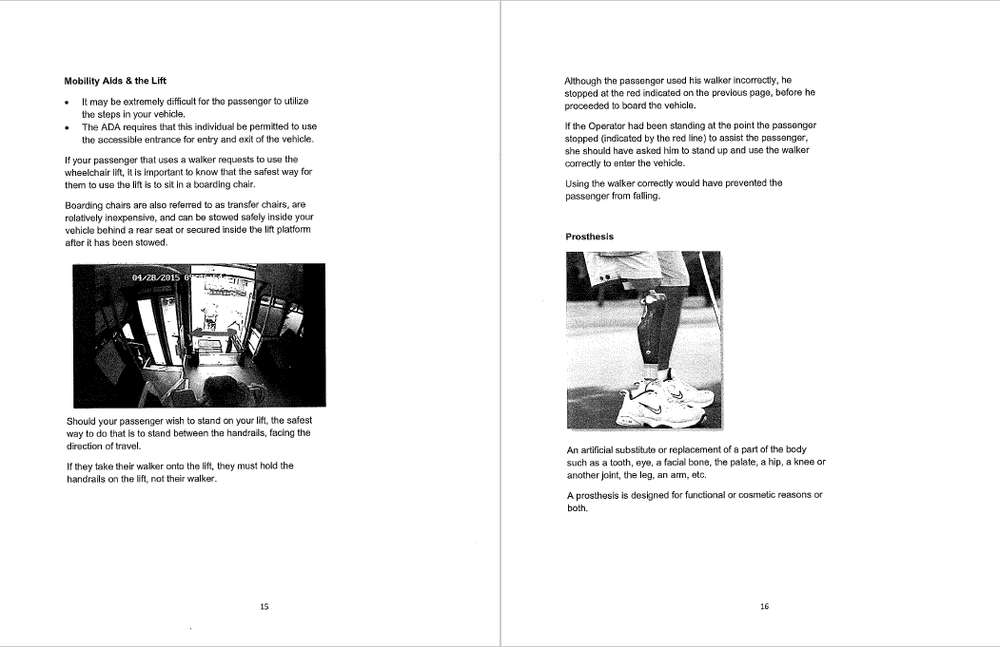 Mobility Aids & the Lift
• It may be extremely difficult for the passenger to utilize
the steps in your vehicle.
• The ADA requires that this individual be permitted to use
the accessible entrance for entry and exit of the vehicle.
If your passenger that uses a walker requests to use the
wheelchair lift, it is important to know that the safest way for
them to use the lift is to sit in a boarding chair.
Boarding chairs are also referred to as transfer chairs, are
relatively inexpensive, and can be stowed safely inside your
vehicle behind a rear seat or secured inside the lift platform
after it has been stowed.
04/28/2015
Should your passenger wish to stand on your lift, the safest
way to do that is to stand between the handrails, facing the
direction of travel.
If they take their walker onto the lift, they must hold the
handrails on the lift, not their walker.
15
Although the passenger used his walker incorrectly, he
stopped at the red indicated on the previous page, before he
proceeded to board the vehicle.
If the Operator had been standing at the point the passenger
stopped (indicated by the red line) to assist the passenger,
she should have asked him to stand up and use the walker
correctly to enter the vehicle.
Using the walker correctly would have prevented the
passenger from falling.
Prosthesis
An artificial substitute or replacement of a part of the body
such as a tooth, eye, a facial bone, the palate, a hip, a knee or
another joint, the leg, an arm, etc.
A prosthesis is designed for functional or cosmetic reasons or
both.
16